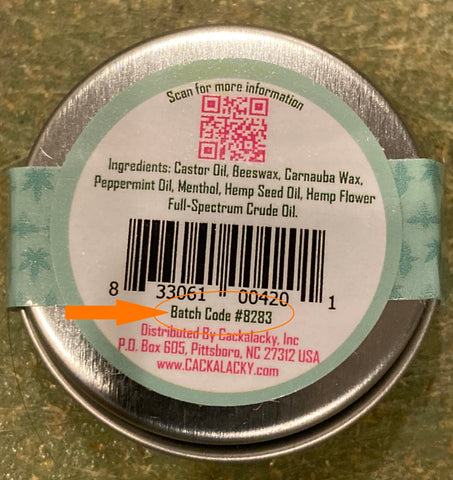 Scan for more information
Ingredients: Castor Oil, Beeswax, Carnauba Wax,
Peppermint Oil, Menthol, Hemp Seed Oil, Hemp Flower
Full-Spectrum Crude Oil.
8 33061 00420 1
Batch Code #8283
Distributed By Cackalacky, Inc
P.O. Box 605, Pittsboro, NC 27312 USA
www.CACKALACKY.com